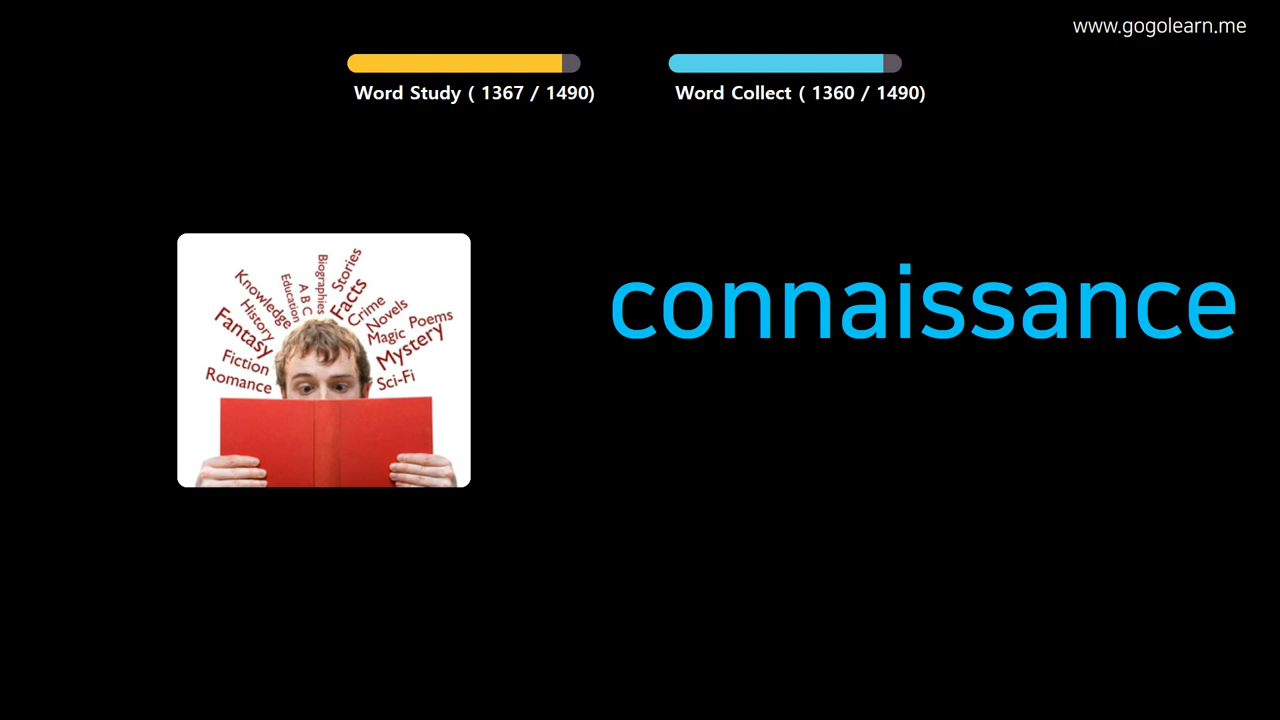 www.gogolearn.me
Word Study ( 1367 / 1490)
Word Collect ( 1360 / 1490)
connaissance
Knowledge
History
Fantasy
Fiction
Romance
Education
A B C
Biographies
Stories
Facts
Crime
Novels
Magic
Poems
Mystery
Sci-Fi